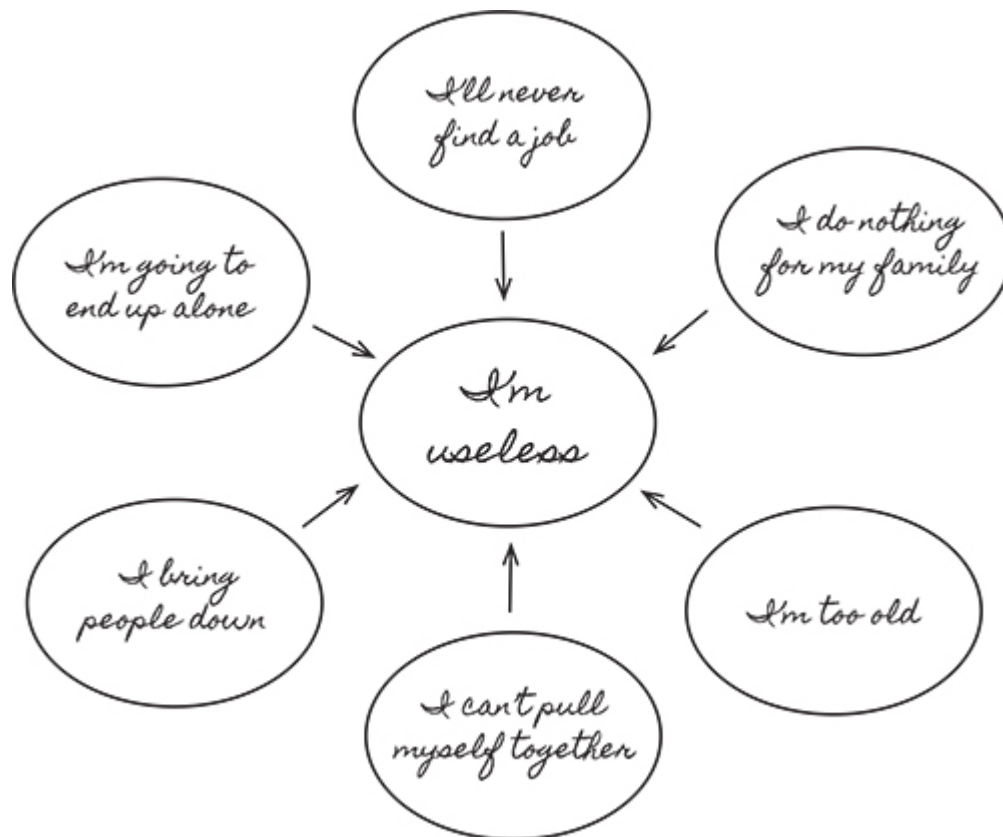 I'll never
find a job
I do nothing
for my family
I'm going to
end up alone
I'm
useless
I bring
people down
I'm too old
I can't pull
myself together